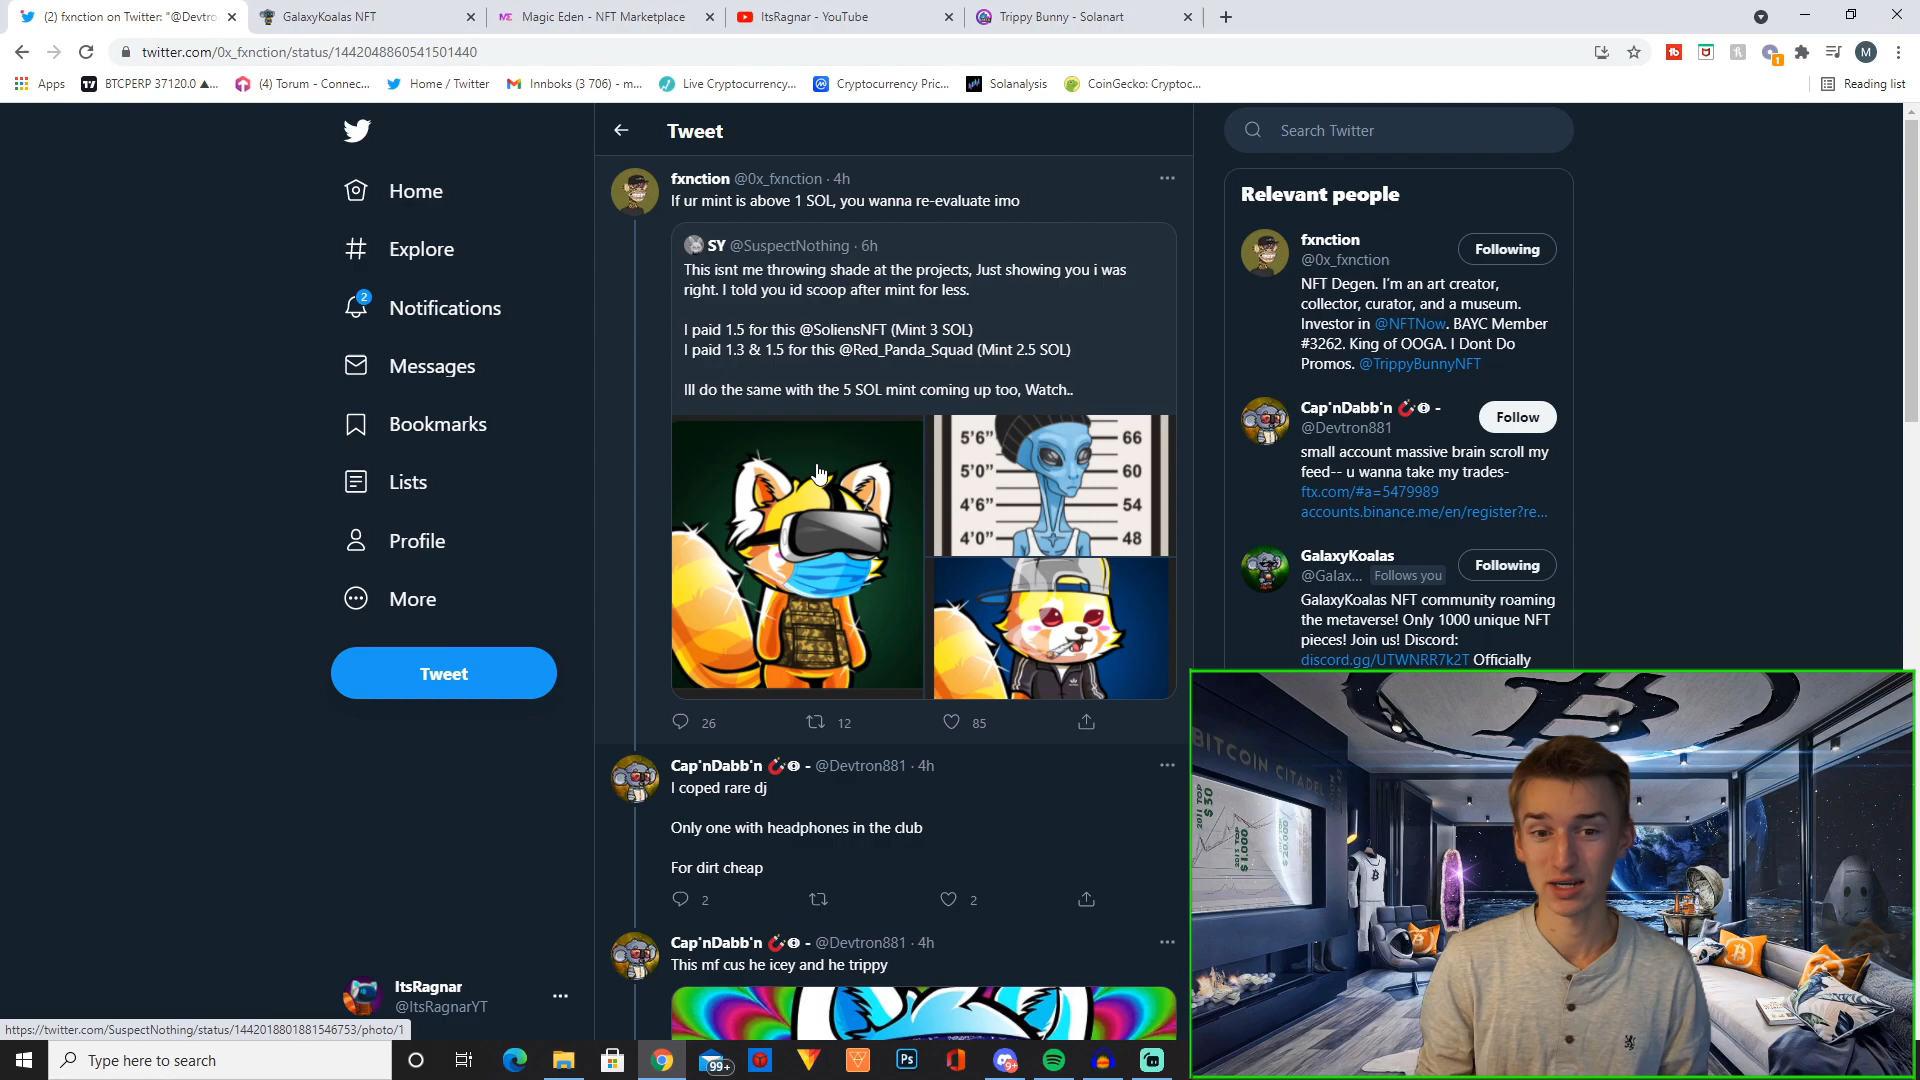 (2) fxnction on Twitter: "@Devtro
GalaxyKoalas NFT
Magic Eden - NFT Marketplace
ItsRagnar - YouTube
Trippy Bunny - Solanart
twitter.com/0x_fxnction/status/1442048860541501440
Apps
BTCPERP 37120.0 ▲...
(4) Torum - Connec...
Home / Twitter
Innboks (3 706) - m...
Live Cryptocurrency...
Cryptocurrency Pric...
Solanalysis
CoinGecko: Cryptoc...
Reading list
Home
Explore
2
Notifications
Messages
Bookmarks
Lists
Profile
More
Tweet
ItsRagnar
@ItsRagnarYT
Tweet
fxnction @0x_fxnction · 4h
If ur mint is above 1 SOL, you wanna re-evaluate imo
SY @SuspectNothing · 6h
This isnt me throwing shade at the projects, Just showing you i was
right. I told you id scoop after mint for less.
I paid 1.5 for this @SoliensNFT (Mint 3 SOL)
I paid 1.3 & 1.5 for this @Red_Panda_Squad (Mint 2.5 SOL)
Ill do the same with the 5 SOL mint coming up too, Watch..
5'6" 66
5'0" 60
4'6" 54
4'0" 48
26 12 85
Cap'nDabb'n - @Devtron881 · 4h
I coped rare dj
Only one with headphones in the club
For dirt cheap
2 2
Cap'nDabb'n - @Devtron881 · 4h
This mf cus he icey and he trippy
Search Twitter
Relevant people
fxnction
@0x_fxnction
Following
NFT Degen. I'm an art creator,
collector, curator, and a museum.
Investor in @NFTNow. BAYC Member
#3262. King of OOGA. I Dont Do
Promos. @TrippyBunnyNFT
Cap'nDabb'n -
@Devtron881
Follow
small account massive brain scroll my
feed-- u wanna take my trades-
ftx.com/#a=5479989
accounts.binance.me/en/register?re...
GalaxyKoalas
@Galax... Follows you
Following
GalaxyKoalas NFT community roaming
the metaverse! Only 1000 unique NFT
pieces! Join us! Discord:
discord.gg/UTWNRR7k2T Officially
BITCOIN CITADEL
2011 TOP
$30
2013 TOP
$1.000
$20.000
https://twitter.com/SuspectNothing/status/1442018801881546753/photo/1
Type here to search
99+